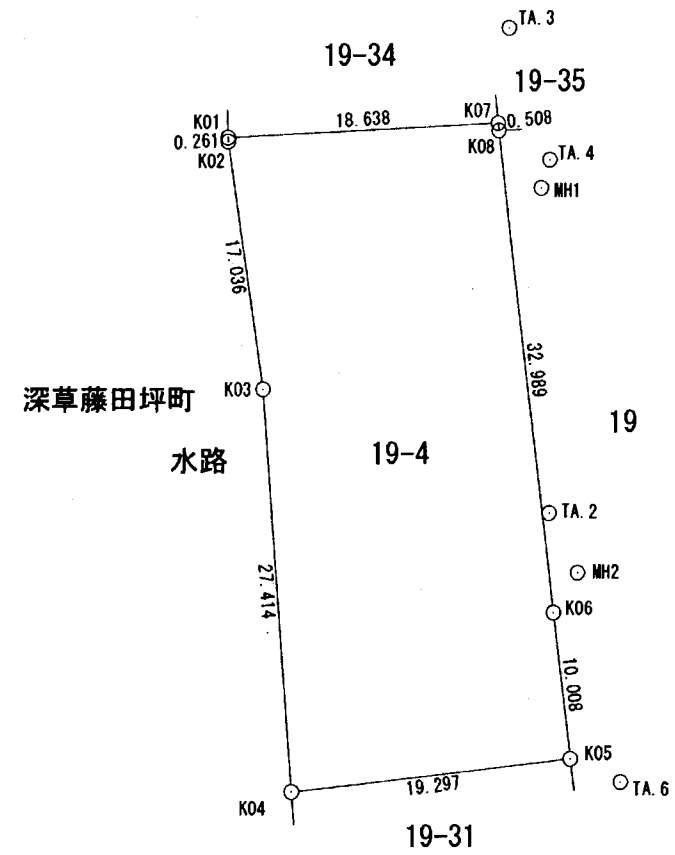 TA. 3
19-34
19-35
K01
K07
18. 638
0. 508
0. 261
K02
K08
TA. 4
MH1
17. 036
32. 989
K03
深草藤田坪町
19
水路
19-4
TA. 2
27. 414
MH2
K06
10. 008
K05
19. 297
TA. 6
K04
19-31